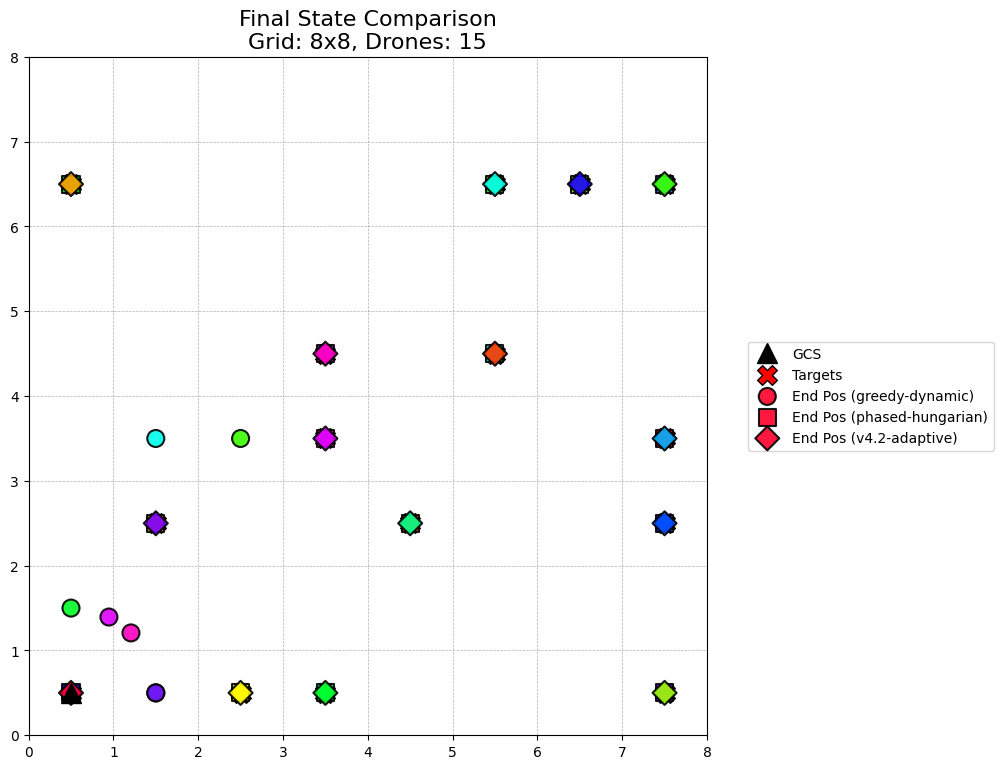 Final State Comparison
Grid: 8x8, Drones: 15
8
7
6
5
4
3
2
1
0
0 1 2 3 4 5 6 7 8
GCS
Targets
End Pos (greedy-dynamic)
End Pos (phased-hungarian)
End Pos (v4.2-adaptive)